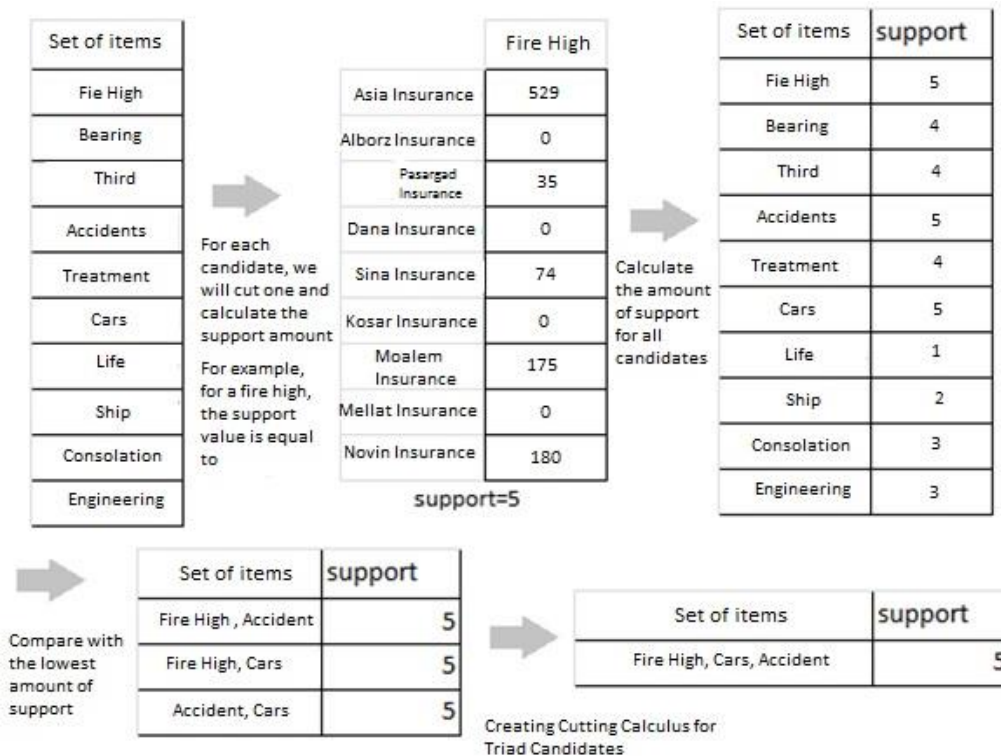 Set of items
Fie High
Bearing
Third
Accidents
Treatment
Cars
Life
Ship
Consolation
Engineering
For each
candidate, we
will cut one and
calculate the
support amount
For example,
for a fire high,
the support
value is equal
to
Fire High
Asia Insurance 529
Alborz Insurance 0
Pasargad
Insurance 35
Dana Insurance 0
Sina Insurance 74
Kosar Insurance 0
Moalem
Insurance 175
Mellat Insurance 0
Novin Insurance 180
support=5
Calculate
the amount
of support
for all
candidates
Set of items support
Fie High 5
Bearing 4
Third 4
Accidents 5
Treatment 4
Cars 5
Life 1
Ship 2
Consolation 3
Engineering 3
Compare with
the lowest
amount of
support
Set of items support
Fire High , Accident 5
Fire High, Cars 5
Accident, Cars 5
Creating Cutting Calculus for
Triad Candidates
Set of items support
Fire High, Cars, Accident 5